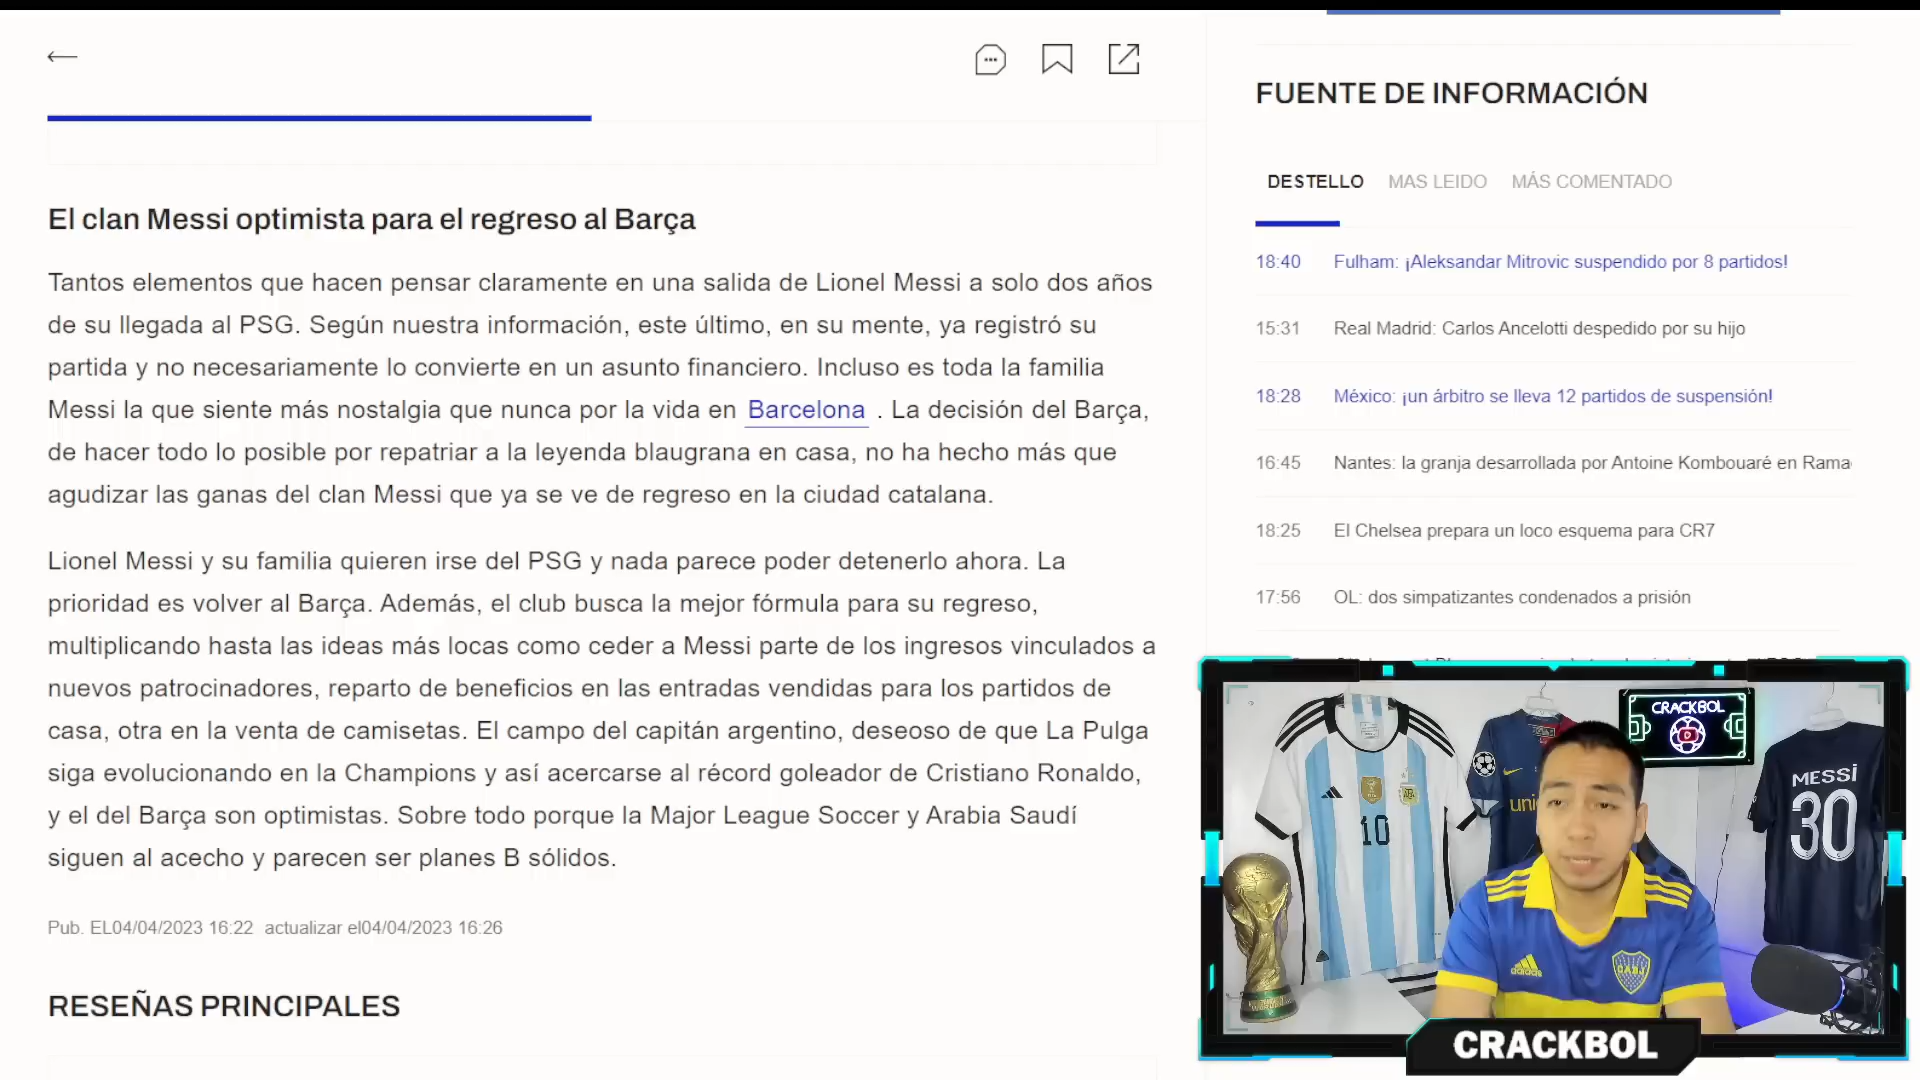 El clan Messi optimista para el regreso al Barça
Tantos elementos que hacen pensar claramente en una salida de Lionel Messi a solo dos años
de su llegada al PSG. Según nuestra información, este último, en su mente, ya registró su
partida y no necesariamente lo convierte en un asunto financiero. Incluso es toda la familia
Messi la que siente más nostalgia que nunca por la vida en Barcelona . La decisión del Barça,
de hacer todo lo posible por repatriar a la leyenda blaugrana en casa, no ha hecho más que
agudizar las ganas del clan Messi que ya se ve de regreso en la ciudad catalana.
Lionel Messi y su familia quieren irse del PSG y nada parece poder detenerlo ahora. La
prioridad es volver al Barça. Además, el club busca la mejor fórmula para su regreso,
multiplicando hasta las ideas más locas como ceder a Messi parte de los ingresos vinculados a
nuevos patrocinadores, reparto de beneficios en las entradas vendidas para los partidos de
casa, otra en la venta de camisetas. El campo del capitán argentino, deseoso de que La Pulga
siga evolucionando en la Champions y así acercarse al récord goleador de Cristiano Ronaldo,
y el del Barça son optimistas. Sobre todo porque la Major League Soccer y Arabia Saudí
siguen al acecho y parecen ser planes B sólidos.
Pub. EL04/04/2023 16:22 actualizar el04/04/2023 16:26
RESEÑAS PRINCIPALES
FUENTE DE INFORMACIÓN
DESTELLO MAS LEIDO MÁS COMENTADO
18:40 Fulham: ¡Aleksandar Mitrovic suspendido por 8 partidos!
15:31 Real Madrid: Carlos Ancelotti despedido por su hijo
18:28 México: ¡un árbitro se lleva 12 partidos de suspensión!
16:45 Nantes: la granja desarrollada por Antoine Kombouaré en Rama
18:25 El Chelsea prepara un loco esquema para CR7
17:56 OL: dos simpatizantes condenados a prisión
CRACKBOL
MESSI
30
10
adidas
CABJ
CRACKBOL